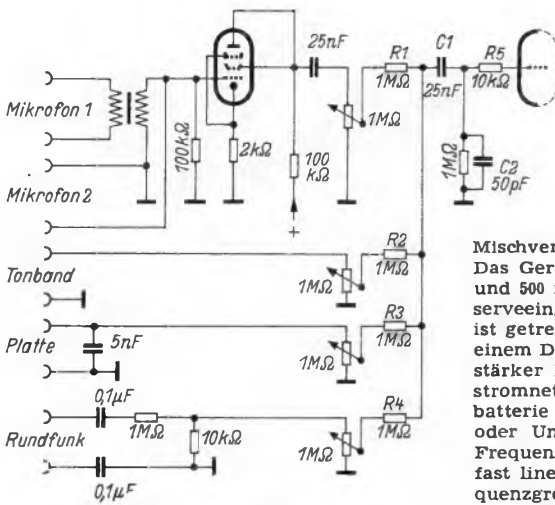 25nF
R1
1MΩ
C1
25nF
R5
10kΩ
Mikrofon 1
1MΩ
100kΩ
2kΩ
100
kΩ
+
1MΩ
C2
50pF
Mikrofon 2
R2
1MΩ
1MΩ
Tonband
R3
1MΩ
1MΩ
Platte
5nF
0,1µF
1MΩ
R4
1MΩ
Rundfunk
10kΩ
1MΩ
0,1µF
Mischver
Das Ger
und 500
serveein
ist getre
einem D
stärker
stromnet
batterie
oder Un
Frequen
fast line
quenzgr